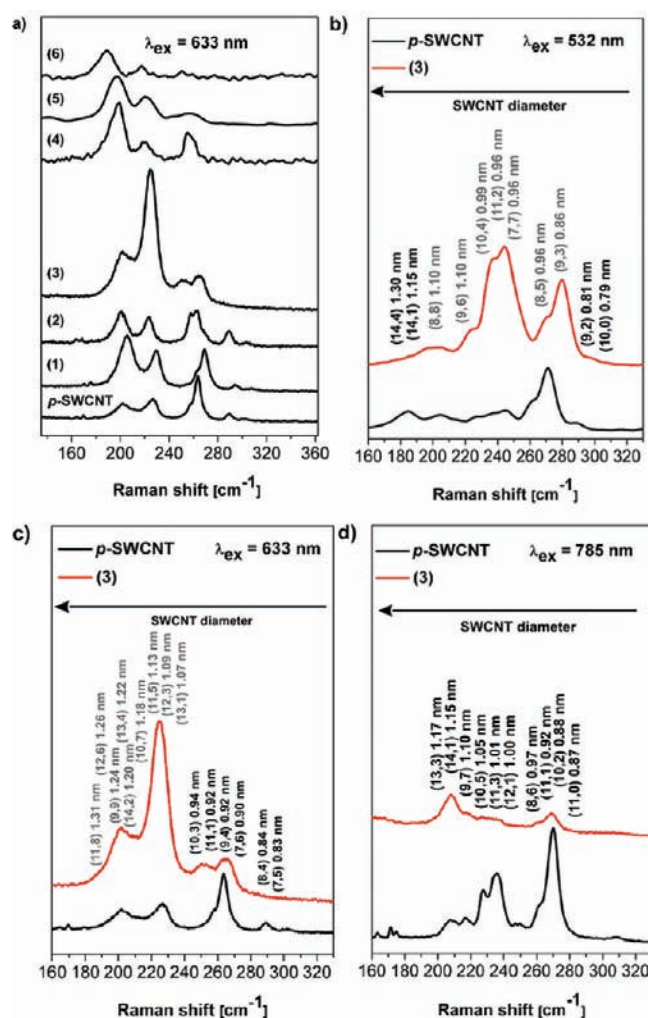 a)
λex = 633 nm
(6)
(5)
(4)
(3)
(2)
(1)
p-SWCNT
160 200 240 280 320 360
Raman shift [cm-1]
b)
p-SWCNT λex = 532 nm
(3)
SWCNT diameter
(14,4) 1.30 nm
(14,1) 1.15 nm
(8,8) 1.10 nm
(9,6) 1.10 nm
(10,4) 0.99 nm
(11,2) 0.96 nm
(7,7) 0.96 nm
(8,5) 0.96 nm
(9,3) 0.86 nm
(9,2) 0.81 nm
(10,0) 0.79 nm
160 180 200 220 240 260 280 300 320
Raman shift [cm-1]
c)
p-SWCNT λex = 633 nm
(3)
SWCNT diameter
(11,8) 1.31 nm
(12,6) 1.26 nm
(9,9) 1.24 nm
(13,4) 1.22 nm
(14,2) 1.20 nm
(10,7) 1.18 nm
(11,5) 1.13 nm
(12,3) 1.09 nm
(13,1) 1.07 nm
(10,3) 0.94 nm
(11,1) 0.92 nm
(9,4) 0.92 nm
(7,6) 0.90 nm
(8,4) 0.84 nm
(7,5) 0.83 nm
160 180 200 220 240 260 280 300 320
Raman shift [cm-1]
d)
p-SWCNT λex = 785 nm
(3)
SWCNT diameter
(13,3) 1.17 nm
(14,1) 1.15 nm
(9,7) 1.10 nm
(10,5) 1.05 nm
(11,3) 1.01 nm
(12,1) 1.00 nm
(8,6) 0.97 nm
(11,1) 0.92 nm
(10,2) 0.88 nm
(11,0) 0.87 nm
160 180 200 220 240 260 280 300 320
Raman shift [cm-1]